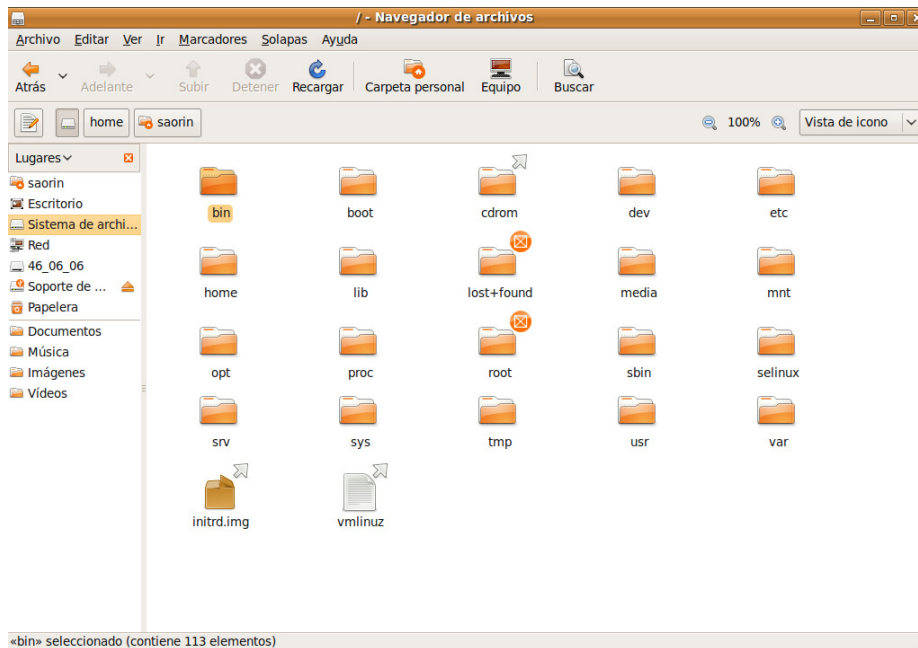 / - Navegador de archivos
Archivo Editar Ver Ir Marcadores Solapas Ayuda
Atrás Adelante Subir Detener Recargar Carpeta personal Equipo Buscar
home saorin 100% Vista de icono
Lugares
saorin
Escritorio
Sistema de archi...
Red
46_06_06
Soporte de ...
Papelera
Documentos
Música
Imágenes
Vídeos
bin boot cdrom dev etc
home lib lost+found media mnt
opt proc root sbin selinux
srv sys tmp usr var
initrd.img vmlinuz
«bin» seleccionado (contiene 113 elementos)